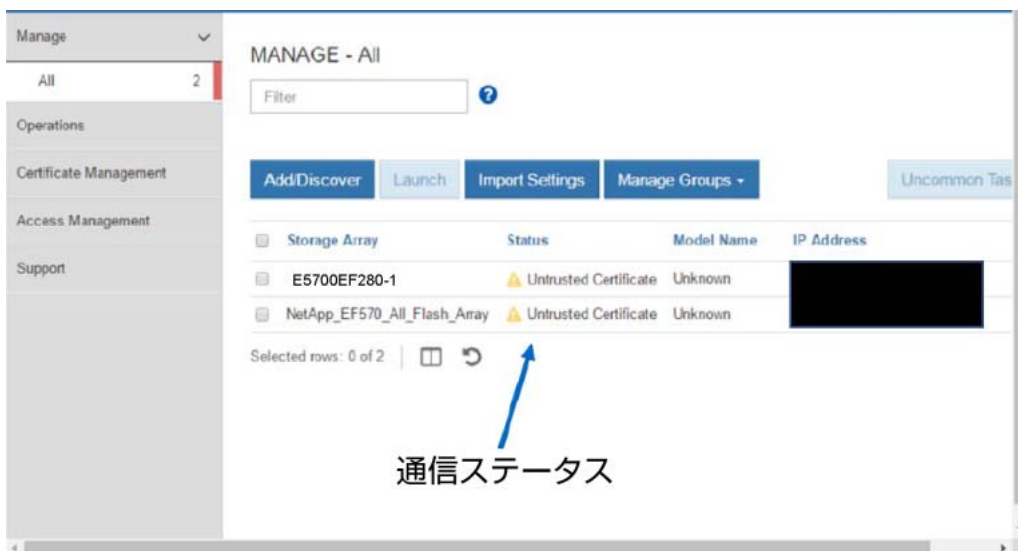 Manage
All 2
Operations
Certificate Management
Access Management
Support
MANAGE - All
Filter
?
Add/Discover Launch Import Settings Manage Groups Uncommon Tas
Storage Array Status Model Name IP Address
E5700EF280-1 Untrusted Certificate Unknown
NetApp_EF570_All_Flash_Array Untrusted Certificate Unknown
Selected rows: 0 of 2
通信ステータス